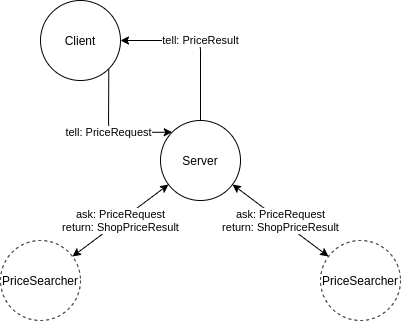 Client
tell: PriceResult
tell: PriceRequest
Server
ask: PriceRequest
return: ShopPriceResult
ask: PriceRequest
return: ShopPriceResult
PriceSearcher
PriceSearcher